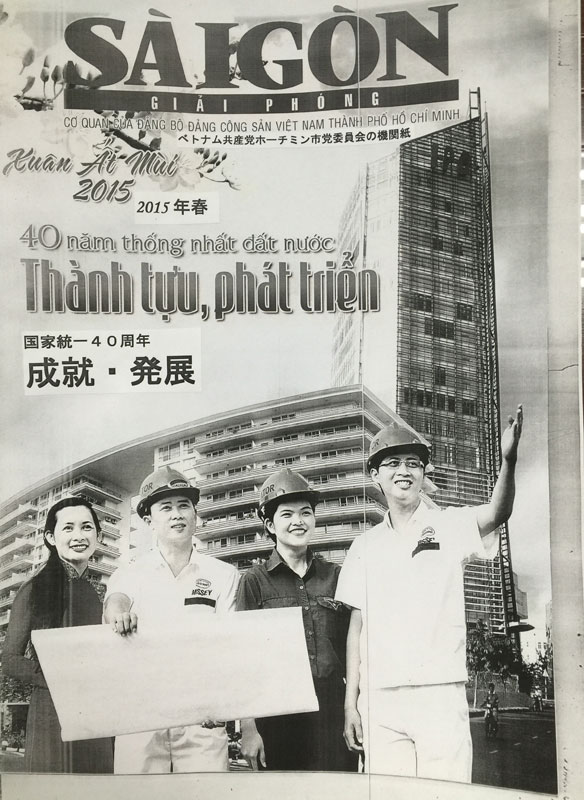 SÀIGÒN
GIẢI PHÓNG
CƠ QUAN CỦA ĐẢNG BỘ ĐẢNG CỘNG SẢN VIỆT NAM THÀNH PHỐ HỒ CHÍ MINH
ベトナム共産党ホーチミン市党委員会の機関紙
Xuân Ất Mùi
2015
2015年春
40 năm thống nhất đất nước
Thành tựu, phát triển
国家統一40周年
成就・発展
MSSEY